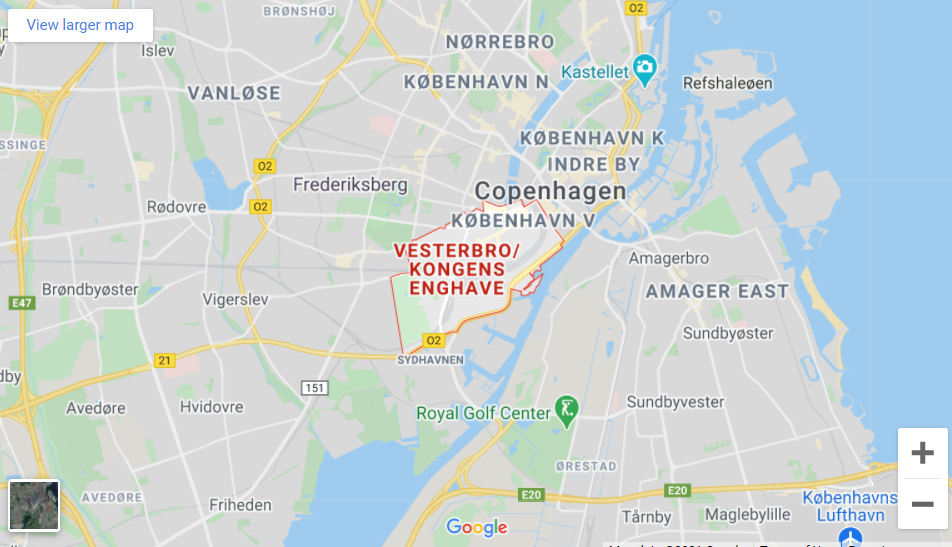 View larger map
BRØNSHØJ
O2
Islev
NØRREBRO
Kastellet
KØBENHAVN N
Refshaleøen
VANLØSE
KØBENHAVN K
INDRE BY
SSINGE
O2
Frederiksberg
Copenhagen
Rødovre
O2
KØBENHAVN V
VESTERBRO/
KONGENS
ENGHAVE
Amagerbro
Brøndbyøster
Vigerslev
AMAGER EAST
E47
Sundbyøster
O2
21
SYDHAVNEN
dby
151
Avedøre
Hvidovre
Royal Golf Center
Sundbyvester
ØRESTAD
AVEDØRE
E20
E20
Københavns
Lufthavn
Friheden
Tårnby
Maglebylille
Google